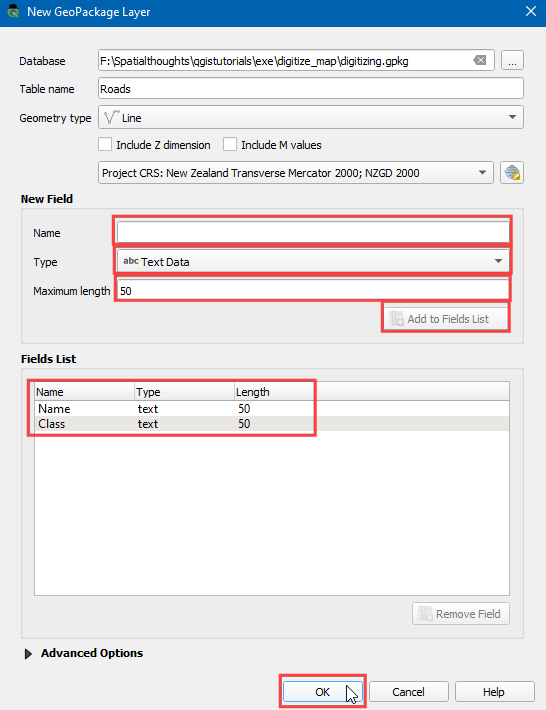 New GeoPackage Layer
Database F:\Spatialthoughts\qgistutorials\exe\digitize_map\digitizing.gpkg ...
Table name Roads
Geometry type Line
Include Z dimension Include M values
Project CRS: New Zealand Transverse Mercator 2000; NZGD 2000
New Field
Name
Type abc Text Data
Maximum length 50
Add to Fields List
Fields List
Name Type Length
Name text 50
Class text 50
Remove Field
Advanced Options
OK Cancel Help